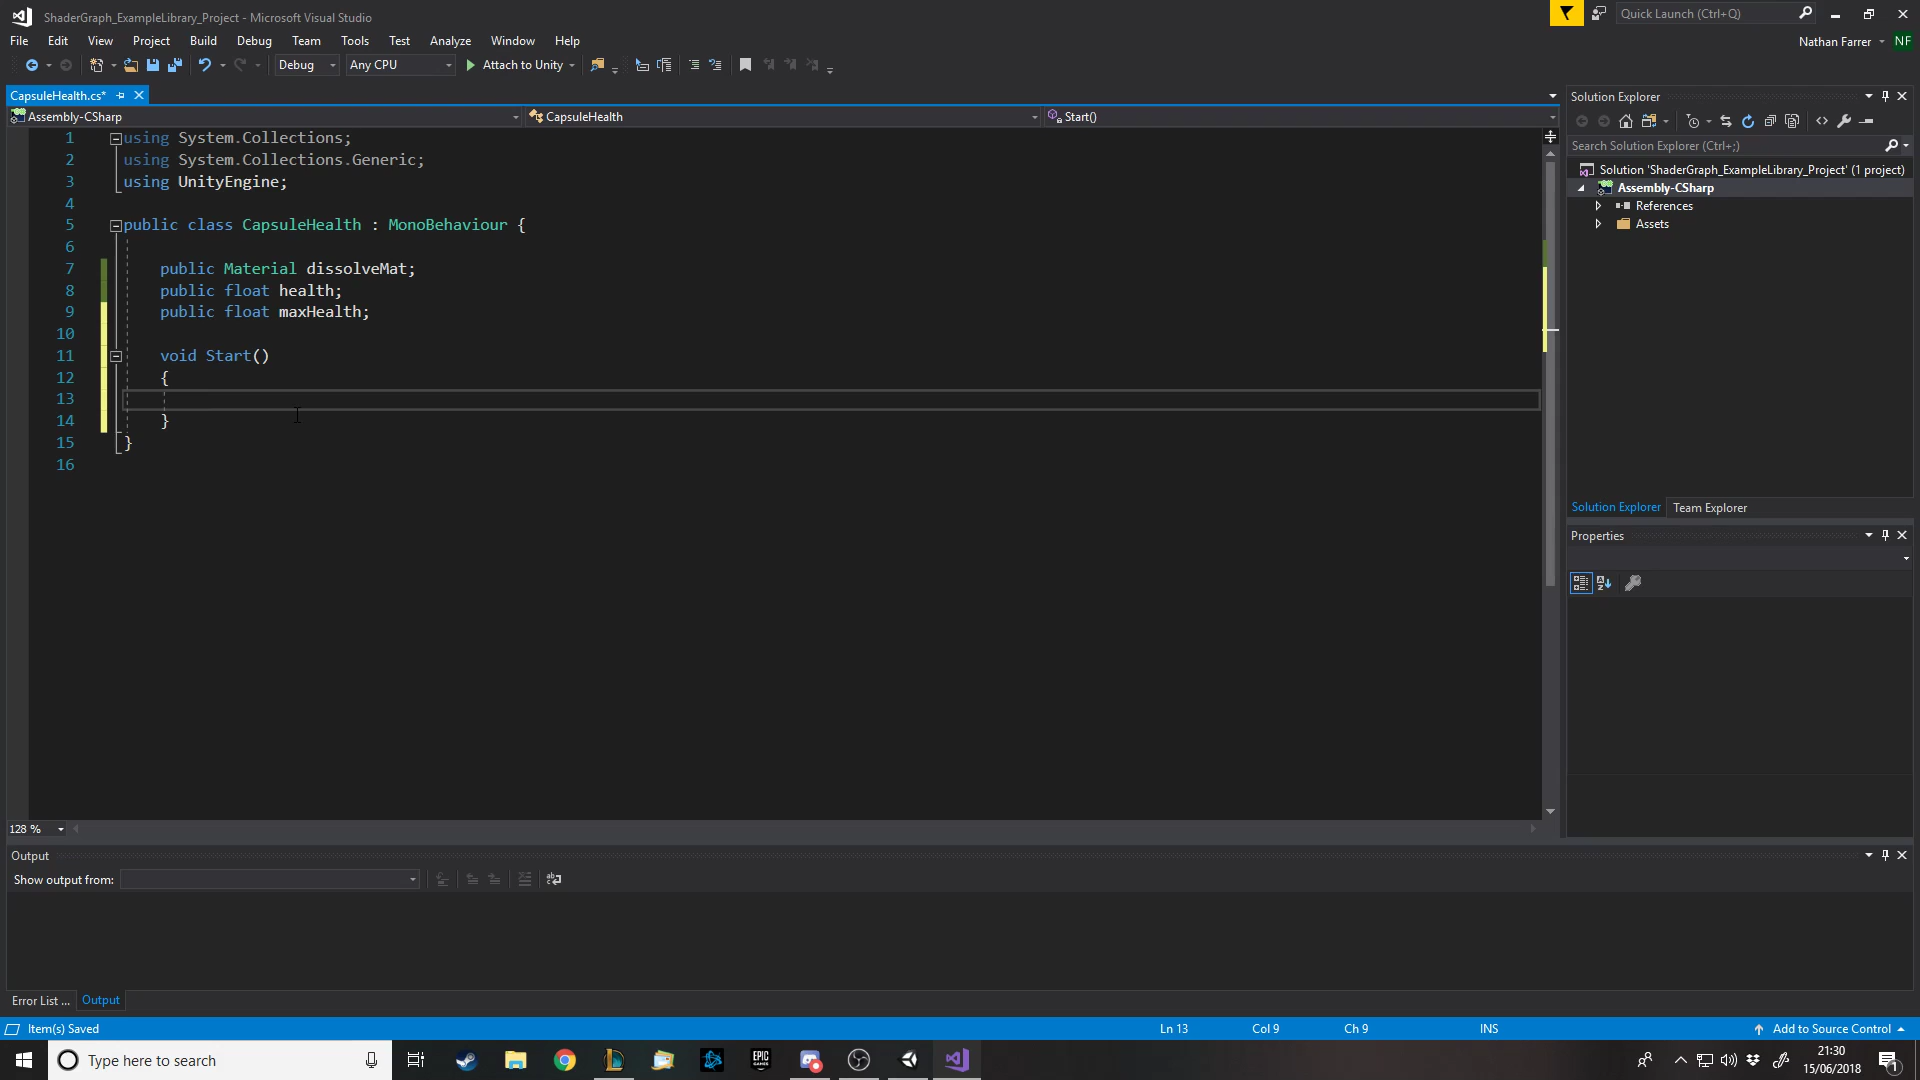 ShaderGraph_ExampleLibrary_Project - Microsoft Visual Studio
Quick Launch (Ctrl+Q)
File Edit View Project Build Debug Team Tools Test Analyze Window Help
Nathan Farrer NF
Debug Any CPU Attach to Unity
CapsuleHealth.cs*
Assembly-CSharp CapsuleHealth Start()
1 using System.Collections;
2 using System.Collections.Generic;
3 using UnityEngine;
4
5 public class CapsuleHealth : MonoBehaviour {
6
7 public Material dissolveMat;
8 public float health;
9 public float maxHealth;
10
11 void Start()
12 {
13
14 }
15 }
16
128 %
Solution Explorer
Search Solution Explorer (Ctrl+;)
Solution 'ShaderGraph_ExampleLibrary_Project' (1 project)
Assembly-CSharp
References
Assets
Solution Explorer Team Explorer
Properties
Output
Show output from:
Error List ... Output
Item(s) Saved Ln 13 Col 9 Ch 9 INS Add to Source Control
Type here to search
EPIC GAMES
21:30
15/06/2018
1